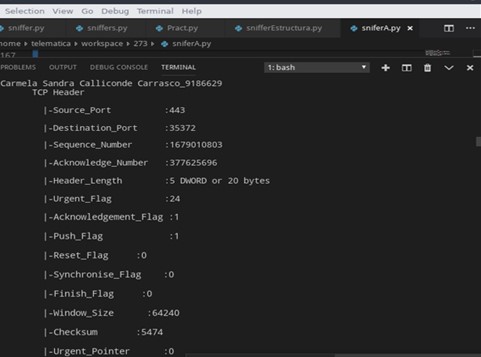 Selection View Go Debug Terminal Help
sniffer.py sniffers.py Pract.py snifferEstructura.py sniferA.py × ...
home › telematica › workspace › 273 › sniferA.py
167
PROBLEMS OUTPUT DEBUG CONSOLE TERMINAL 1: bash
Carmela Sandra Calliconde Carrasco_9186629
TCP Header
|-Source_Port :443
|-Destination_Port :35372
|-Sequence_Number :1679010803
|-Acknowledge_Number :377625696
|-Header_Length :5 DWORD or 20 bytes
|-Urgent_Flag :24
|-Acknowledgement_Flag :1
|-Push_Flag :1
|-Reset_Flag :0
|-Synchronise_Flag :0
|-Finish_Flag :0
|-Window_Size :64240
|-Checksum :5474
|-Urgent_Pointer :0